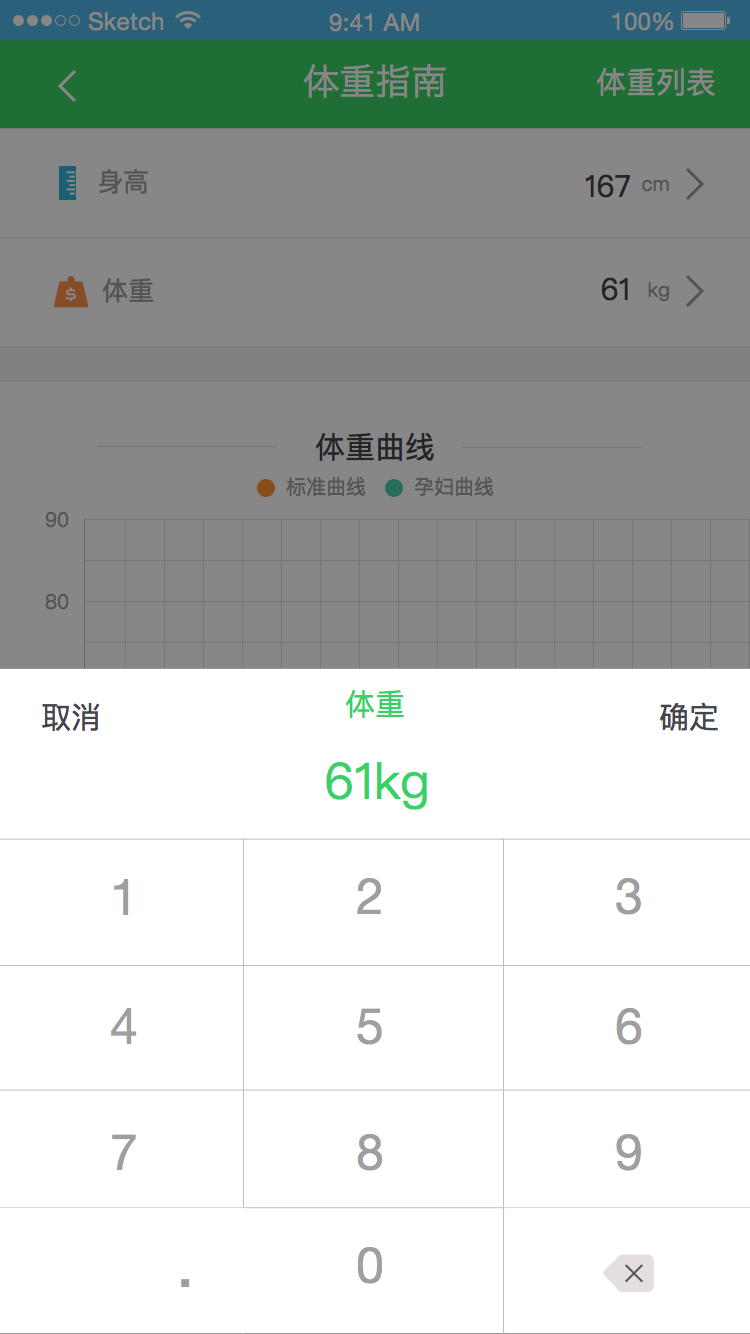 Sketch 9:41 AM 100%
体重指南 体重列表
身高 167 cm
体重 61 kg
体重曲线
标准曲线 孕妇曲线
90
80
取消 体重 确定
61kg
1 2 3
4 5 6
7 8 9
. 0